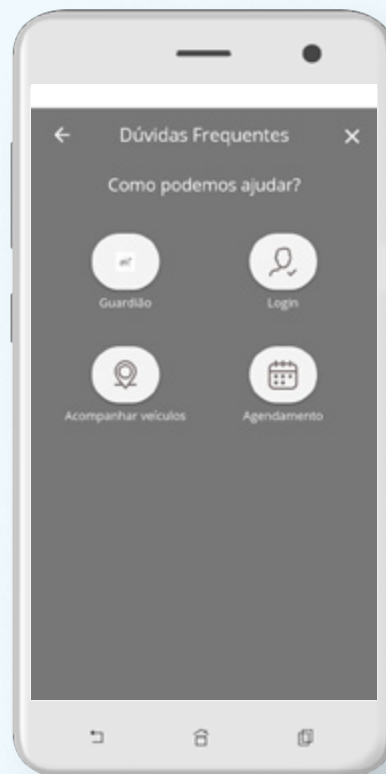 Dúvidas Frequentes
Como podemos ajudar?
Guardião
Login
Acompanhar veículos
Agendamento